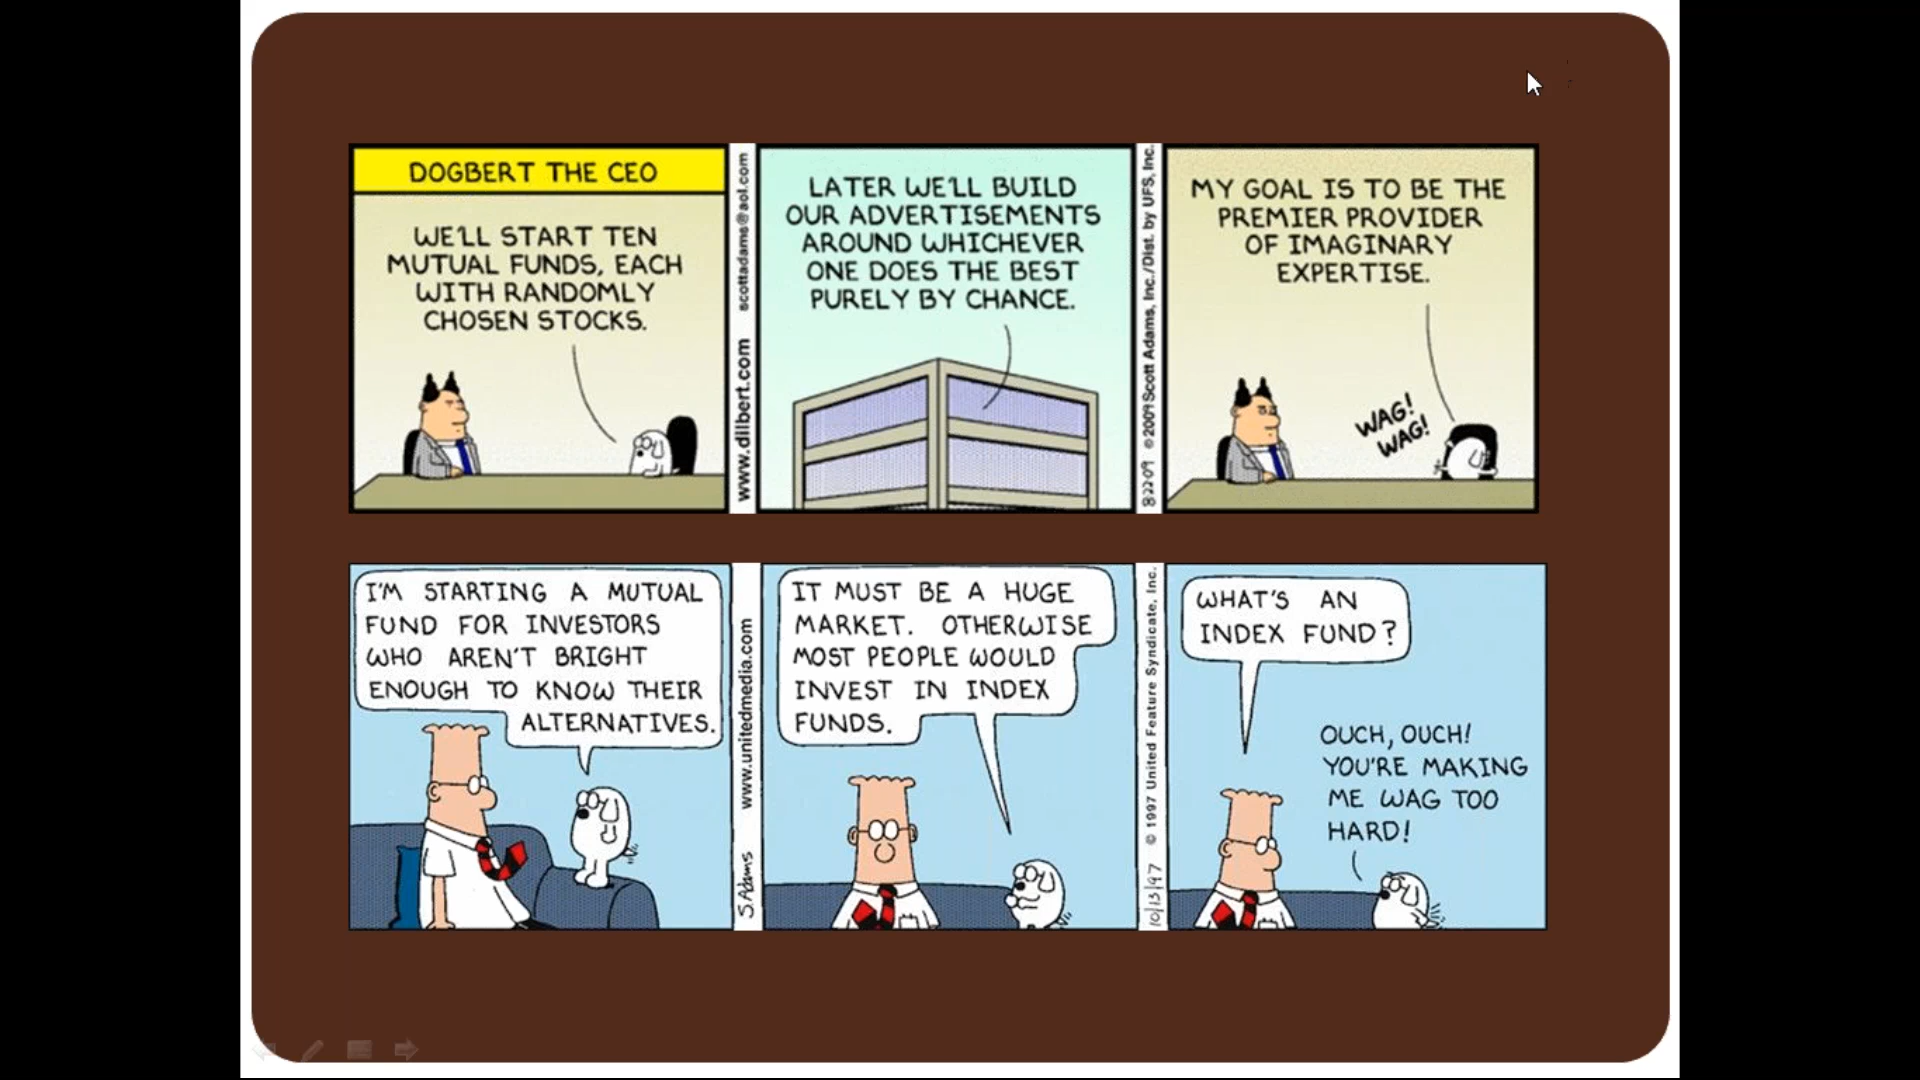 DOGBERT THE CEO
WE'LL START TEN
MUTUAL FUNDS, EACH
WITH RANDOMLY
CHOSEN STOCKS.
www.dilbert.com scottadams@aol.com
LATER WE'LL BUILD
OUR ADVERTISEMENTS
AROUND WHICHEVER
ONE DOES THE BEST
PURELY BY CHANCE.
8-22-09 © 2009 Scott Adams, Inc./Dist. by UFS, Inc.
MY GOAL IS TO BE THE
PREMIER PROVIDER
OF IMAGINARY
EXPERTISE.
WAG!
WAG!
I'M STARTING A MUTUAL
FUND FOR INVESTORS
WHO AREN'T BRIGHT
ENOUGH TO KNOW THEIR
ALTERNATIVES.
S.Adams www.unitedmedia.com
IT MUST BE A HUGE
MARKET. OTHERWISE
MOST PEOPLE WOULD
INVEST IN INDEX
FUNDS.
10/13/97 © 1997 United Feature Syndicate, Inc.
WHAT'S AN
INDEX FUND?
OUCH, OUCH!
YOU'RE MAKING
ME WAG TOO
HARD!